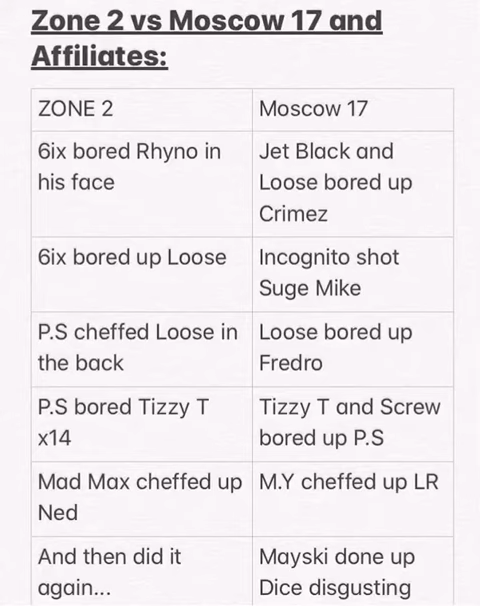 Zone 2 vs Moscow 17 and
Affiliates:
ZONE 2
Moscow 17
6ix bored Rhyno in
his face
Jet Black and
Loose bored up
Crimez
6ix bored up Loose
Incognito shot
Suge Mike
P.S cheffed Loose in
the back
Loose bored up
Fredro
P.S bored Tizzy T
x14
Tizzy T and Screw
bored up P.S
Mad Max cheffed up
Ned
M.Y cheffed up LR
And then did it
again...
Mayski done up
Dice disgusting